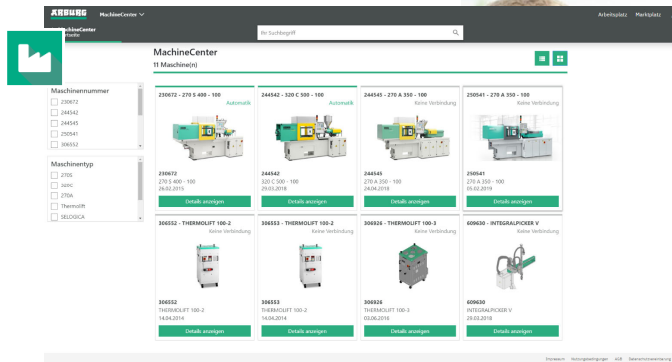 ARBURG
MachineCenter
Arbeitsplatz Marktplatz
MachineCenter
Startseite
Ihr Suchbegriff
MachineCenter
11 Maschine(n)
Maschinennummer
230672
244542
244545
250541
306552
Maschinentyp
270S
320C
270A
Thermolift
SELOGICA
230672 - 270 S 400 - 100
Automatik
230672
270 S 400 - 100
26.02.2015
Details anzeigen
244542 - 320 C 500 - 100
Automatik
244542
320 C 500 - 100
29.03.2018
Details anzeigen
244545 - 270 A 350 - 100
Keine Verbindung
244545
270 A 350 - 100
24.04.2018
Details anzeigen
250541 - 270 A 350 - 100
Keine Verbindung
250541
270 A 350 - 100
05.02.2019
Details anzeigen
306552 - THERMOLIFT 100-2
Keine Verbindung
306552
THERMOLIFT 100-2
14.04.2014
Details anzeigen
306553 - THERMOLIFT 100-2
Keine Verbindung
306553
THERMOLIFT 100-2
14.04.2014
Details anzeigen
306926 - THERMOLIFT 100-3
Keine Verbindung
306926
THERMOLIFT 100-3
03.06.2016
Details anzeigen
609630 - INTEGRALPICKER V
Keine Verbindung
609630
INTEGRALPICKER V
29.03.2018
Details anzeigen
Impressum Nutzungsbedingungen AGB Datenschutzerklärung